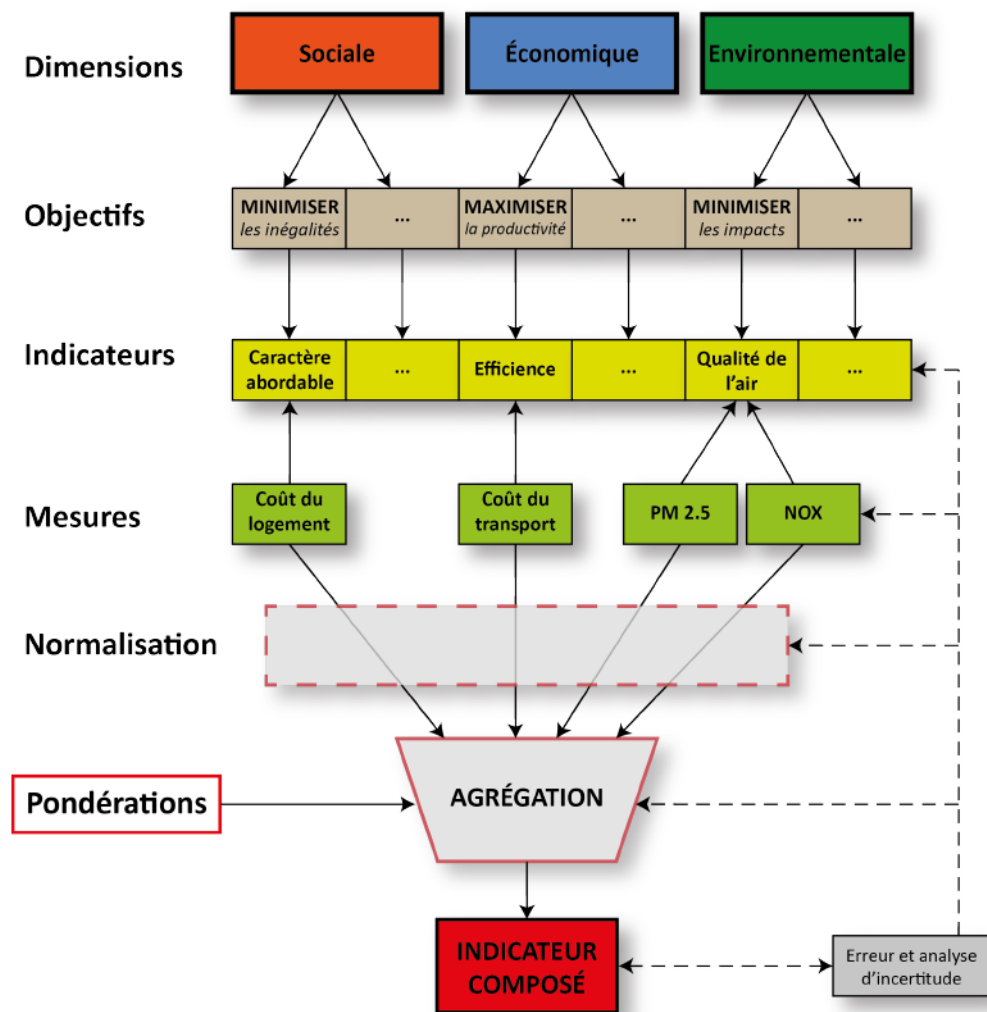 Dimensions
Sociale
Économique
Environnementale
Objectifs
MINIMISER
les inégalités
...
MAXIMISER
la productivité
...
MINIMISER
les impacts
...
Indicateurs
Caractère
abordable
...
Efficience
...
Qualité de
l'air
...
Mesures
Coût du
logement
Coût du
transport
PM 2.5
NOX
Normalisation
Pondérations
AGRÉGATION
INDICATEUR
COMPOSÉ
Erreur et analyse
d'incertitude